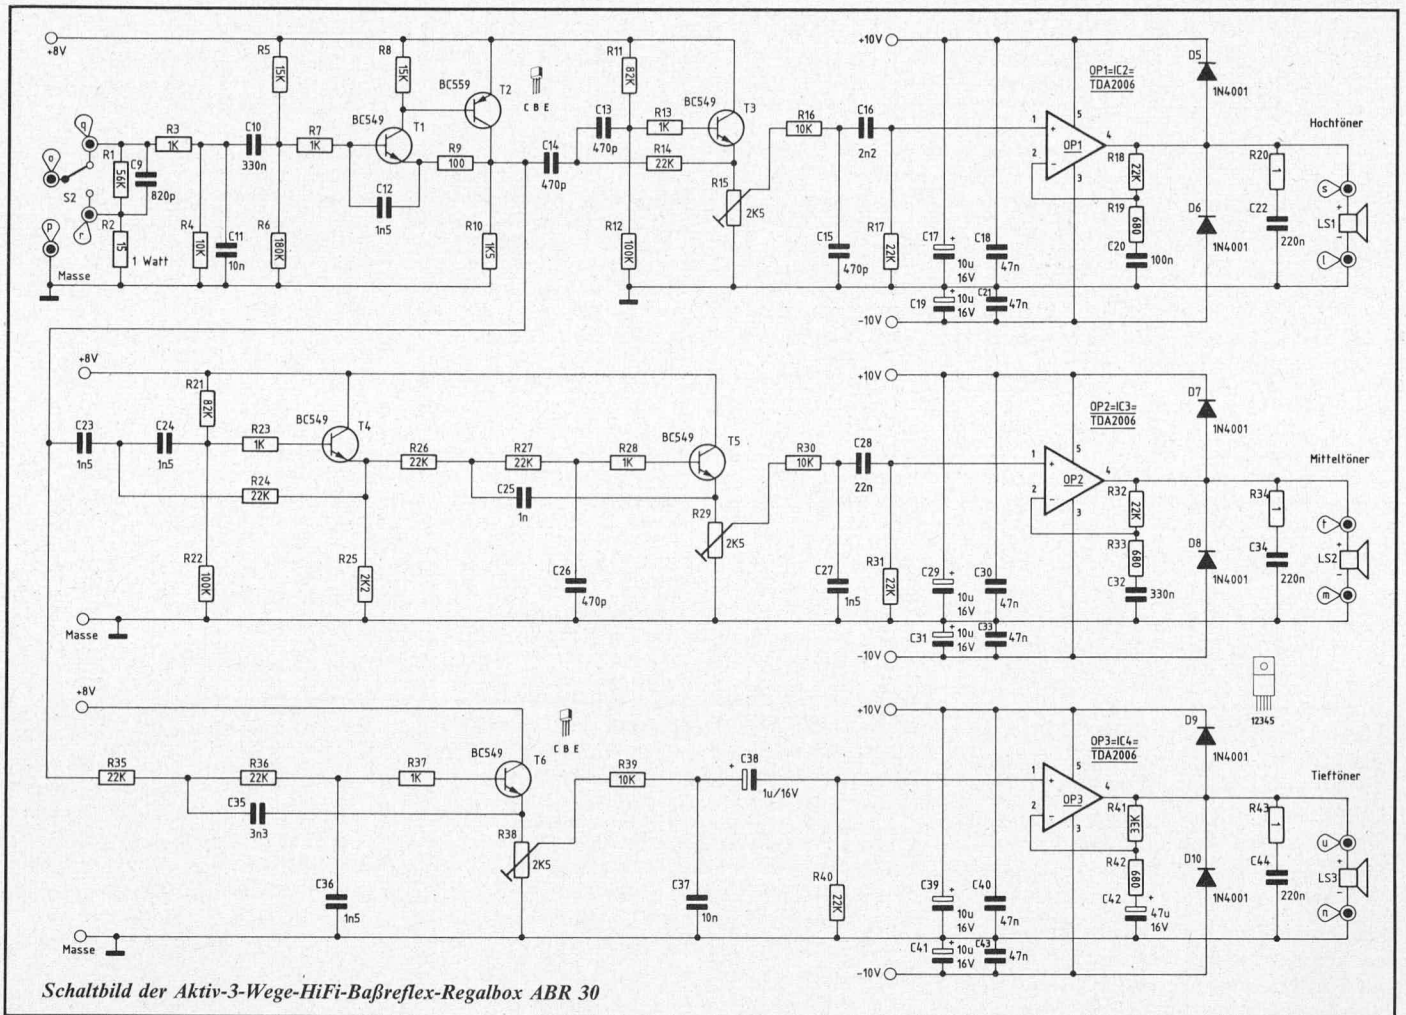 +8V
R5
15K
R8
15K
BC559
T2
C B E
R11
82K
+10V
OP1=IC2=
TDA2006
D5
1N4001
q
R3
1K
C10
330n
R7
1K
BC549
T1
R9
100
C14
470p
C13
470p
R13
1K
BC549
T3
R14
22K
R16
10K
C16
2n2
1
+
2
−
OP1
5
4
3
Hochtöner
o
S2
p
r
Masse
R1
56K
C9
820p
R2
15
1 Watt
R4
10K
C11
10n
R6
180K
C12
1n5
R10
1K5
R12
100K
R15
2K5
C15
470p
R17
22K
C17
+
10u
16V
C18
47n
R18
22K
R19
680
C20
100n
D6
1N4001
R20
1
C22
220n
s
+
LS1
−
l
C19
+
10u
16V
C21
47n
−10V
+8V
R21
82K
C23
1n5
C24
1n5
R23
1K
BC549
T4
R24
22K
R26
22K
R27
22K
C25
1n
R28
1K
BC549
T5
R30
10K
C28
22n
+10V
OP2=IC3=
TDA2006
1
+
2
−
OP2
5
4
3
D7
1N4001
Mitteltöner
R22
100K
R25
2K2
C26
470p
R29
2K5
C27
1n5
R31
22K
C29
+
10u
16V
C30
47n
R32
22K
R33
680
C32
330n
D8
1N4001
R34
1
C34
220n
t
+
LS2
−
m
Masse
C31
+
10u
16V
C33
47n
−10V
12345
+8V
R35
22K
R36
22K
C35
3n3
R37
1K
BC549
T6
C B E
R39
10K
+
C38
1u/16V
+10V
OP3=IC4=
TDA2006
1
+
2
−
OP3
5
4
3
D9
1N4001
Tieftöner
C36
1n5
R38
2K5
C37
10n
R40
22K
C39
+
10u
16V
C40
47n
R41
33K
R42
680
C42
+
47u
16V
D10
1N4001
R43
1
C44
220n
u
+
LS3
−
n
Masse
C41
+
10u
16V
C43
47n
−10V
Schaltbild der Aktiv-3-Wege-HiFi-Baßreflex-Regalbox ABR 30